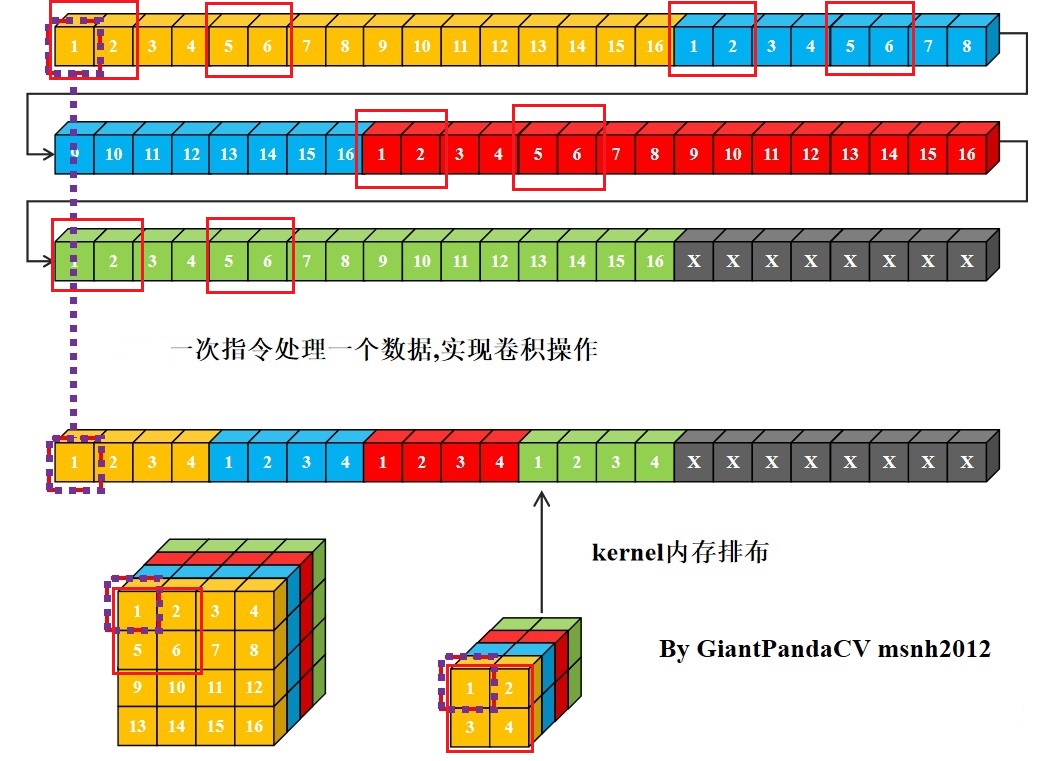 1 2 3 4 5 6 7 8 9 10 11 12 13 14 15 16 1 2 3 4 5 6 7 8
9 10 11 12 13 14 15 16 1 2 3 4 5 6 7 8 9 10 11 12 13 14 15 16
1 2 3 4 5 6 7 8 9 10 11 12 13 14 15 16 X X X X X X X X
一次指令处理一个数据,实现卷积操作
1 2 3 4 1 2 3 4 1 2 3 4 1 2 3 4 X X X X X X X X
kernel内存排布
1 2 3 4
5 6 7 8
9 10 11 12
13 14 15 16
1 2
3 4
By GiantPandaCV msnh2012